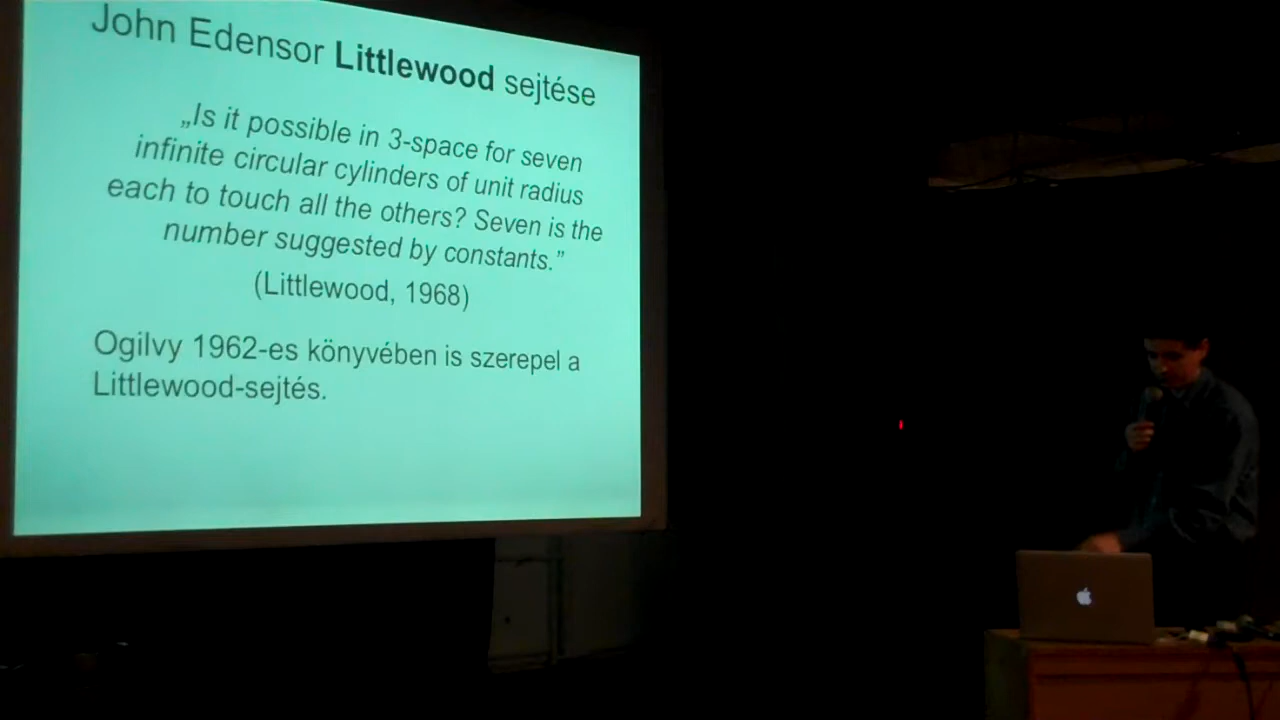 John Edensor Littlewood sejtése
„Is it possible in 3-space for seven
infinite circular cylinders of unit radius
each to touch all the others? Seven is the
number suggested by constants.”
(Littlewood, 1968)
Ogilvy 1962-es könyvében is szerepel a
Littlewood-sejtés.